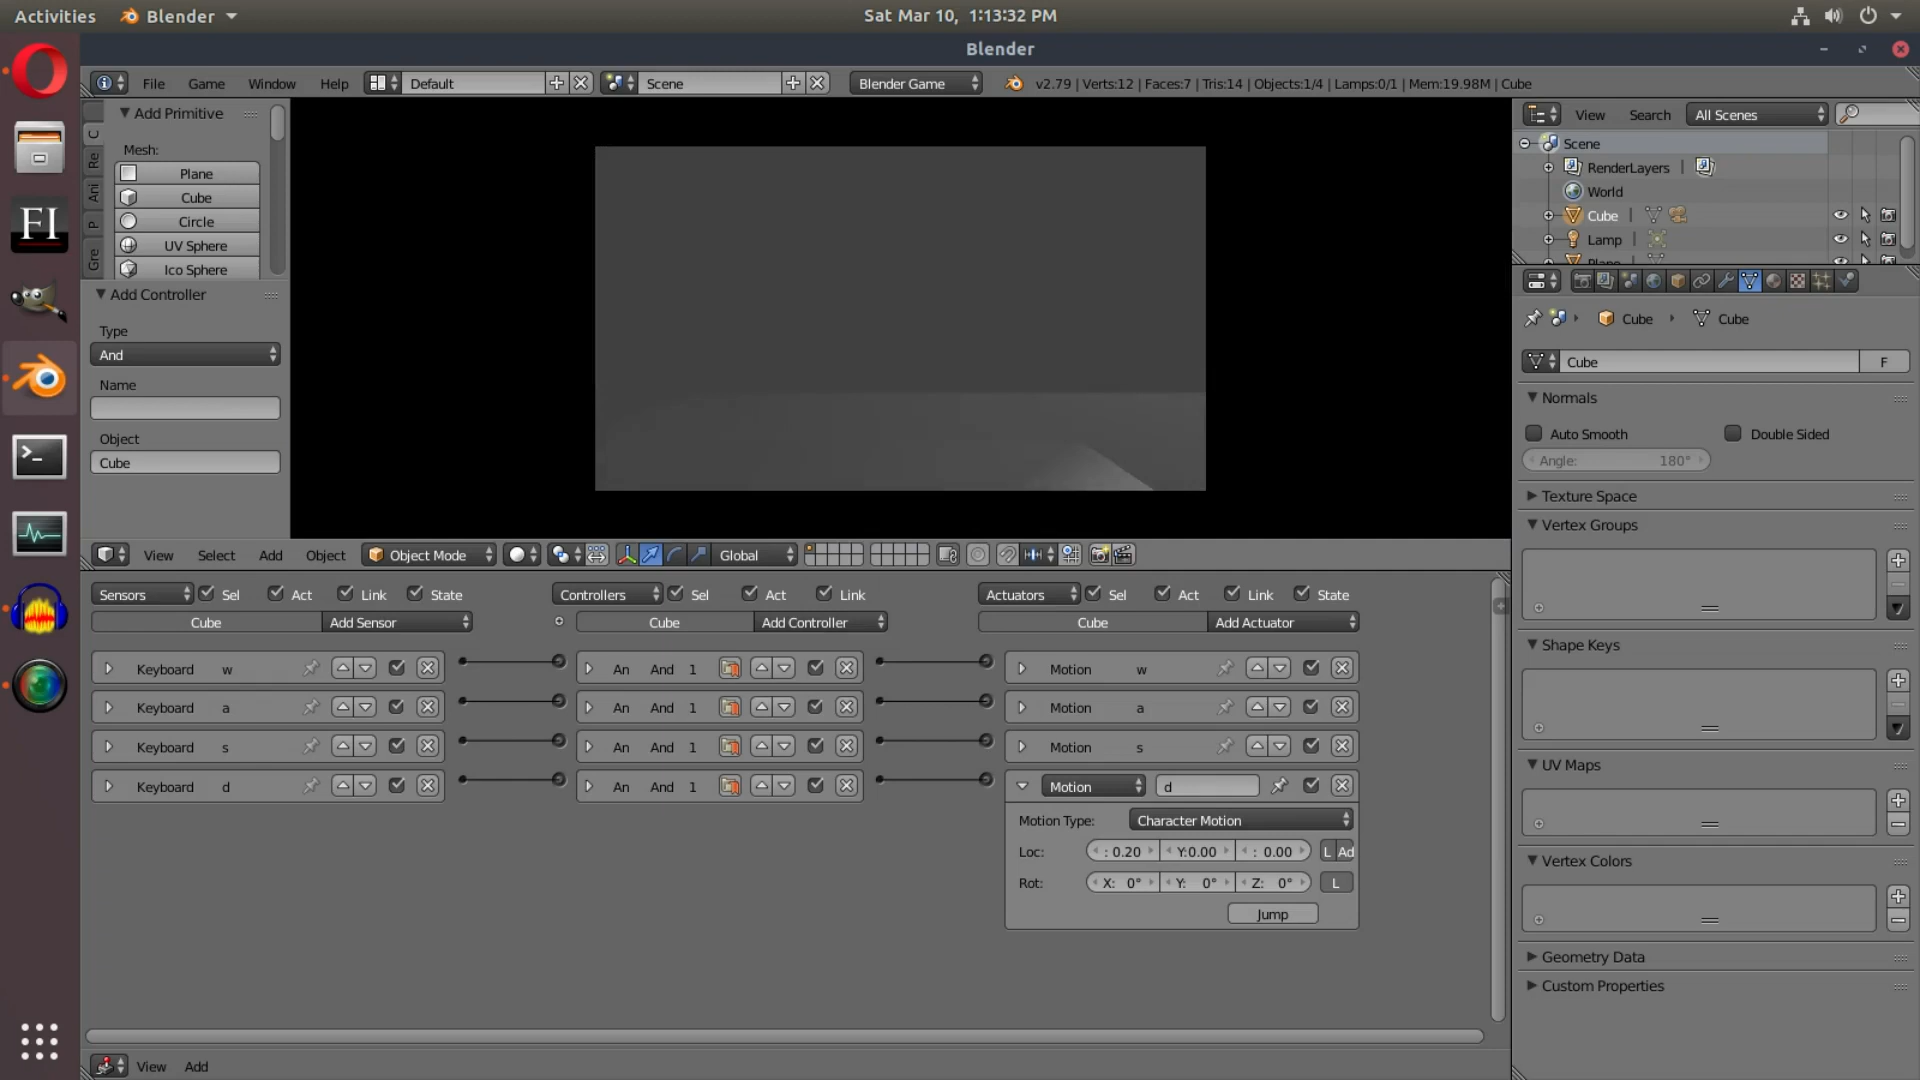 Activities
Blender
Sat Mar 10, 1:13:32 PM
Blender
File Game Window Help Default Scene Blender Game v2.79 | Verts:12 | Faces:7 | Tris:14 | Objects:1/4 | Lamps:0/1 | Mem:19.98M | Cube
Add Primitive
Mesh:
Plane
Cube
Circle
UV Sphere
Ico Sphere
C
Re
Ani
P
Gre
Add Controller
Type
And
Name
Object
Cube
View Search All Scenes
Scene
RenderLayers
World
Cube
Lamp
Plane
Cube Cube
Cube F
Normals
Auto Smooth Double Sided
Angle: 180°
Texture Space
Vertex Groups
Shape Keys
UV Maps
Vertex Colors
Geometry Data
Custom Properties
View Select Add Object Object Mode Global
Sensors Sel Act Link State Controllers Sel Act Link Actuators Sel Act Link State
Cube Add Sensor Cube Add Controller Cube Add Actuator
Keyboard w An And 1 Motion w
Keyboard a An And 1 Motion a
Keyboard s An And 1 Motion s
Keyboard d An And 1 Motion d
Motion Type: Character Motion
Loc: : 0.20 Y:0.00 : 0.00 L Ad
Rot: X: 0° Y: 0° Z: 0° L
Jump
View Add
FI